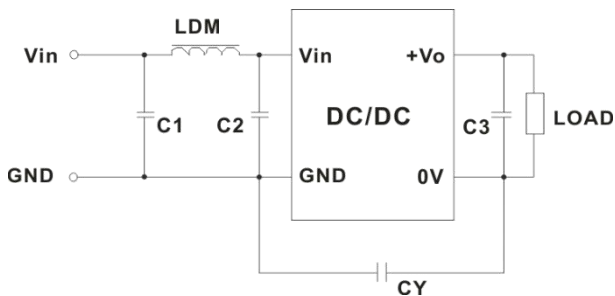 LDM
Vin
Vin
+Vo
C1
C2
DC/DC
C3
LOAD
GND
GND
0V
CY